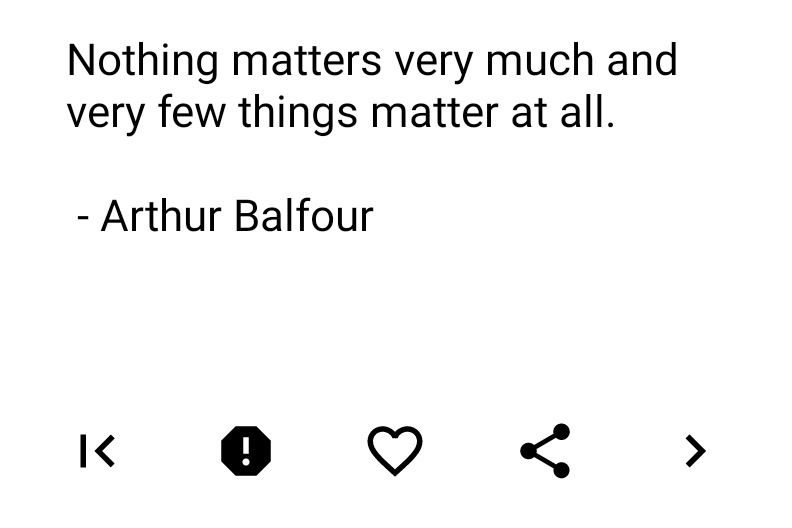 Nothing matters very much and
very few things matter at all.
- Arthur Balfour